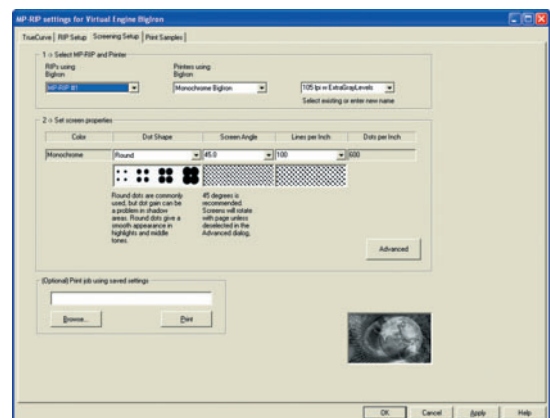 MP-RIP settings for Virtual Engine BigIron
TrueCurve | RIP Setup | Screening Setup | Print Samples
1 -> Select MP-RIP and Printer
RIPs using BigIron
MP-RIP #1
Printers using BigIron
Monochrome BigIron
105 lpi w ExtraGrayLevels
Select existing or enter new name
2 -> Set screen properties
Color Dot Shape Screen Angle Lines per Inch Dots per Inch
Monochrome Round 45.0 100 600
Round dots are commonly
used, but dot gain can be
a problem in shadow
areas. Round dots give a
smooth appearance in
highlights and middle
tones.
45 degrees is
recommended.
Screens will rotate
with page unless
deselected in the
Advanced dialog.
Advanced
(Optional) Print job using saved settings
Browse... Print
OK Cancel Apply Help